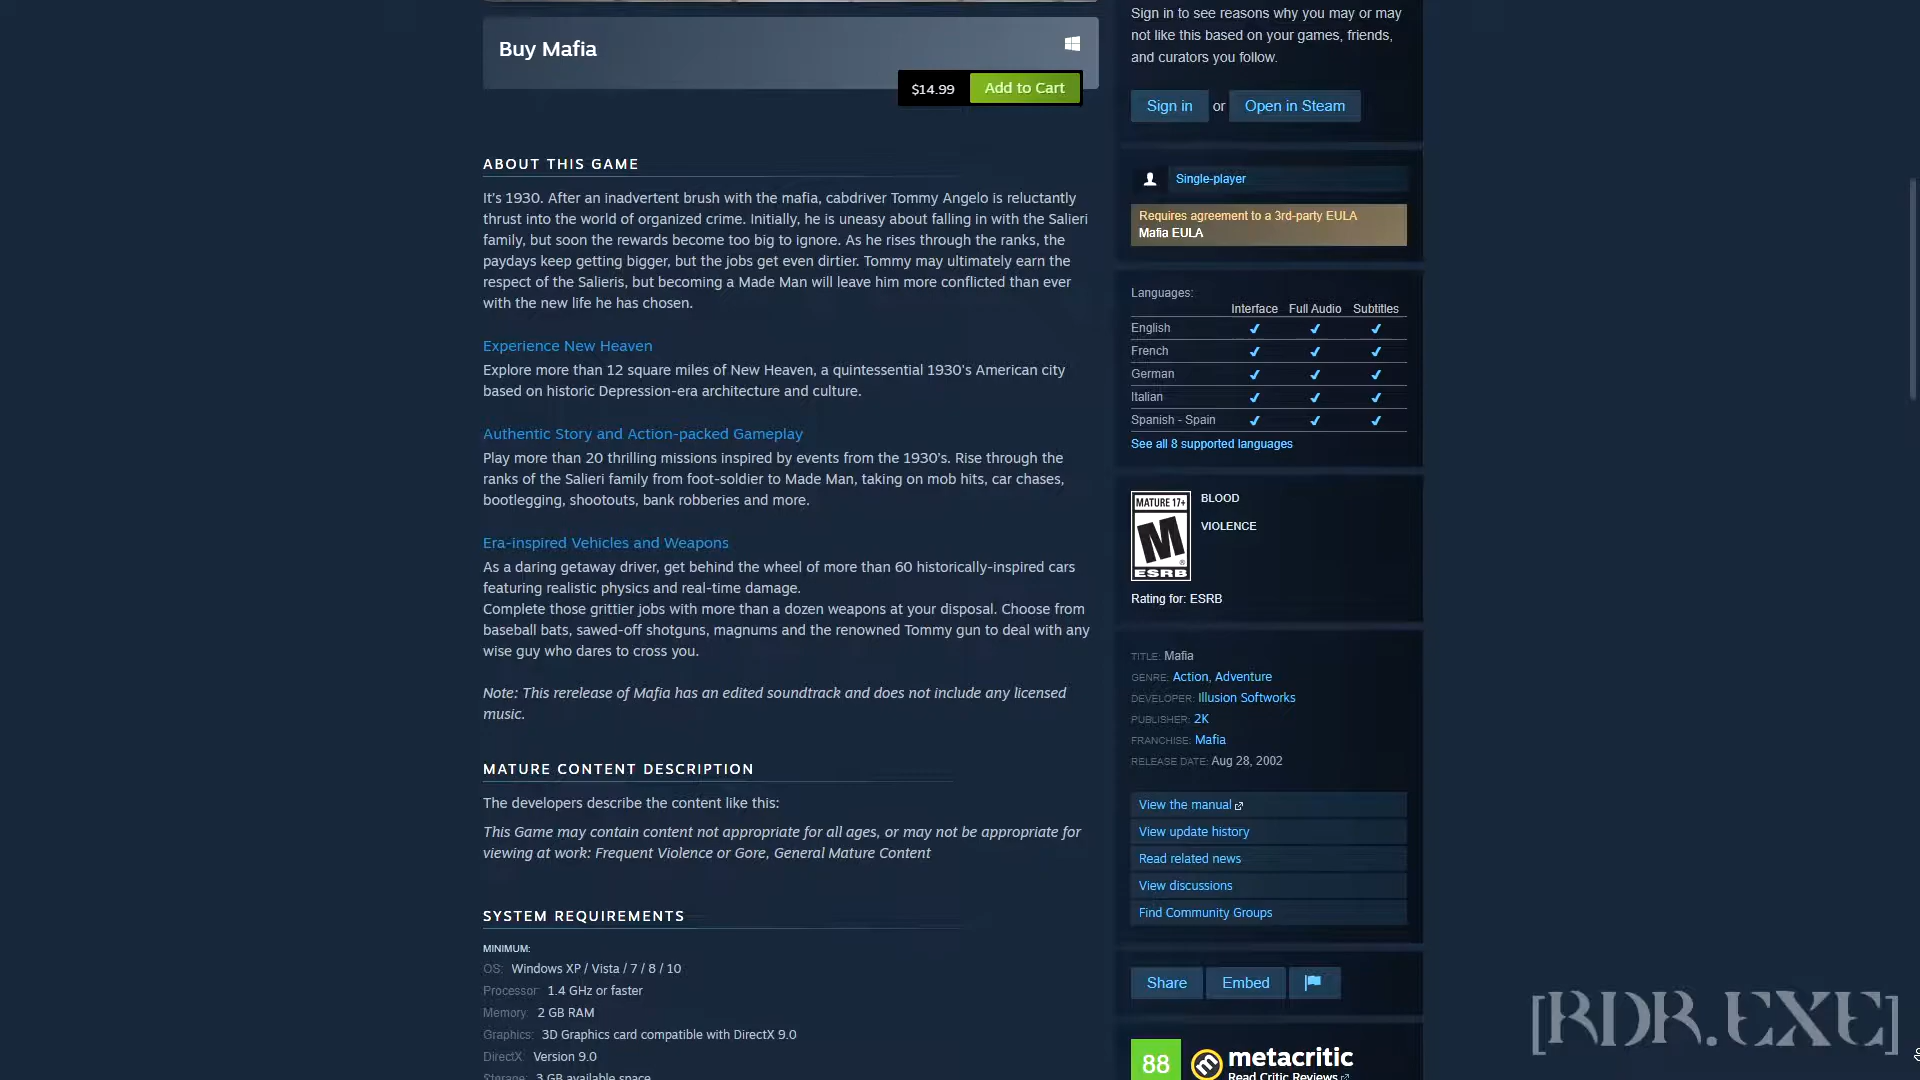 Buy Mafia
$14.99
Add to Cart
ABOUT THIS GAME
It's 1930. After an inadvertent brush with the mafia, cabdriver Tommy Angelo is reluctantly
thrust into the world of organized crime. Initially, he is uneasy about falling in with the Salieri
family, but soon the rewards become too big to ignore. As he rises through the ranks, the
paydays keep getting bigger, but the jobs get even dirtier. Tommy may ultimately earn the
respect of the Salieris, but becoming a Made Man will leave him more conflicted than ever
with the new life he has chosen.
Experience New Heaven
Explore more than 12 square miles of New Heaven, a quintessential 1930's American city
based on historic Depression-era architecture and culture.
Authentic Story and Action-packed Gameplay
Play more than 20 thrilling missions inspired by events from the 1930's. Rise through the
ranks of the Salieri family from foot-soldier to Made Man, taking on mob hits, car chases,
bootlegging, shootouts, bank robberies and more.
Era-inspired Vehicles and Weapons
As a daring getaway driver, get behind the wheel of more than 60 historically-inspired cars
featuring realistic physics and real-time damage.
Complete those grittier jobs with more than a dozen weapons at your disposal. Choose from
baseball bats, sawed-off shotguns, magnums and the renowned Tommy gun to deal with any
wise guy who dares to cross you.
Note: This rerelease of Mafia has an edited soundtrack and does not include any licensed
music.
MATURE CONTENT DESCRIPTION
The developers describe the content like this:
This Game may contain content not appropriate for all ages, or may not be appropriate for
viewing at work: Frequent Violence or Gore, General Mature Content
SYSTEM REQUIREMENTS
MINIMUM:
OS: Windows XP / Vista / 7 / 8 / 10
Processor: 1.4 GHz or faster
Memory: 2 GB RAM
Graphics: 3D Graphics card compatible with DirectX 9.0
DirectX: Version 9.0
Storage: 3 GB available space
Sign in to see reasons why you may or may
not like this based on your games, friends,
and curators you follow.
Sign in or Open in Steam
Single-player
Requires agreement to a 3rd-party EULA
Mafia EULA
Languages:
Interface Full Audio Subtitles
English ✔ ✔ ✔
French ✔ ✔ ✔
German ✔ ✔ ✔
Italian ✔ ✔ ✔
Spanish - Spain ✔ ✔ ✔
See all 8 supported languages
MATURE 17+
M
ESRB
BLOOD
VIOLENCE
Rating for: ESRB
TITLE: Mafia
GENRE: Action, Adventure
DEVELOPER: Illusion Softworks
PUBLISHER: 2K
FRANCHISE: Mafia
RELEASE DATE: Aug 28, 2002
View the manual
View update history
Read related news
View discussions
Find Community Groups
Share
Embed
88
metacritic
Read Critic Reviews
[RDR.EXE]